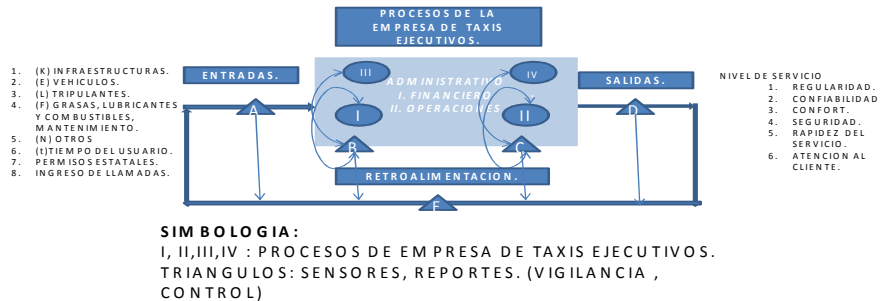 PROCESOS DE LA
EMPRESA DE TAXIS
EJECUTIVOS.
1. (K) INFRAESTRUCTURAS.
2. (E) VEHICULOS.
3. (L) TRIPULANTES.
4. (F) GRASAS, LUBRICANTES
Y COMBUSTIBLES,
MANTENIMIENTO.
5. (N) OTROS
6. (t)TIEMPO DEL USUARIO.
7. PERMISOS ESTATALES.
8. INGRESO DE LLAMADAS.
ENTRADAS.
III
IV
ADMINISTRATIVO
I. FINANCIERO
II. OPERACIONES
I
II
A
B
C
D
SALIDAS.
RETROALIMENTACION.
NIVEL DE SERVICIO
1. REGULARIDAD.
2. CONFIABILIDAD
3. CONFORT.
4. SEGURIDAD.
5. RAPIDEZ DEL
SERVICIO.
6. ATENCION AL
CLIENTE.
SIMBOLOGIA:
I, II,III,IV : PROCESOS DE EMPRESA DE TAXIS EJECUTIVOS.
TRIANGULOS: SENSORES, REPORTES. (VIGILANCIA ,
CONTROL)